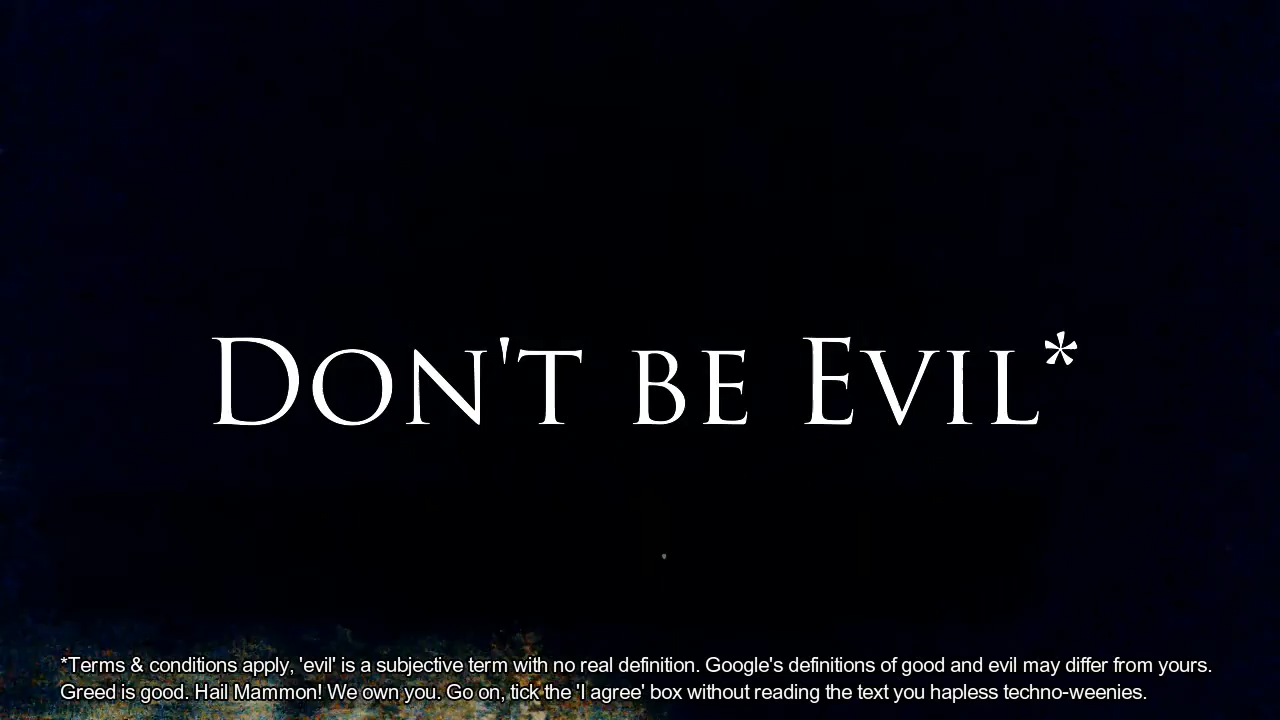 Don't be Evil*
*Terms & conditions apply, 'evil' is a subjective term with no real definition. Google's definitions of good and evil may differ from yours.
Greed is good. Hail Mammon! We own you. Go on, tick the 'I agree' box without reading the text you hapless techno-weenies.